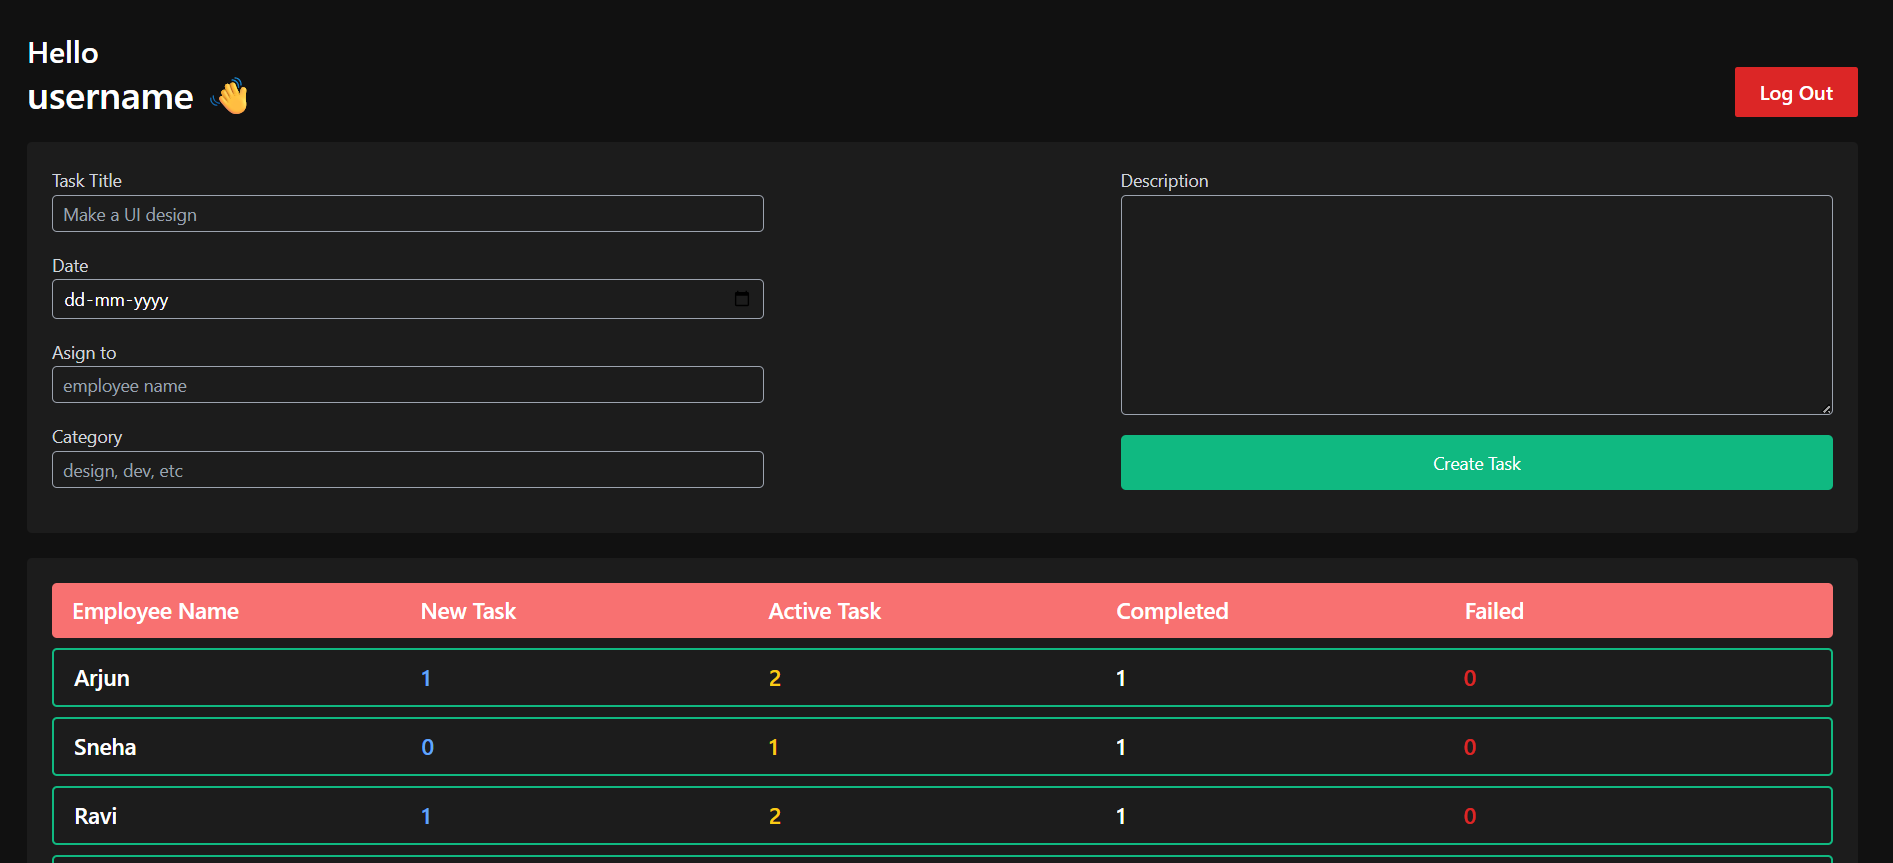 Hello
username 👋
Log Out
Task Title
Make a UI design
Date
dd-mm-yyyy
Asign to
employee name
Category
design, dev, etc
Description
Create Task
Employee Name New Task Active Task Completed Failed
Arjun 1 2 1 0
Sneha 0 1 1 0
Ravi 1 2 1 0